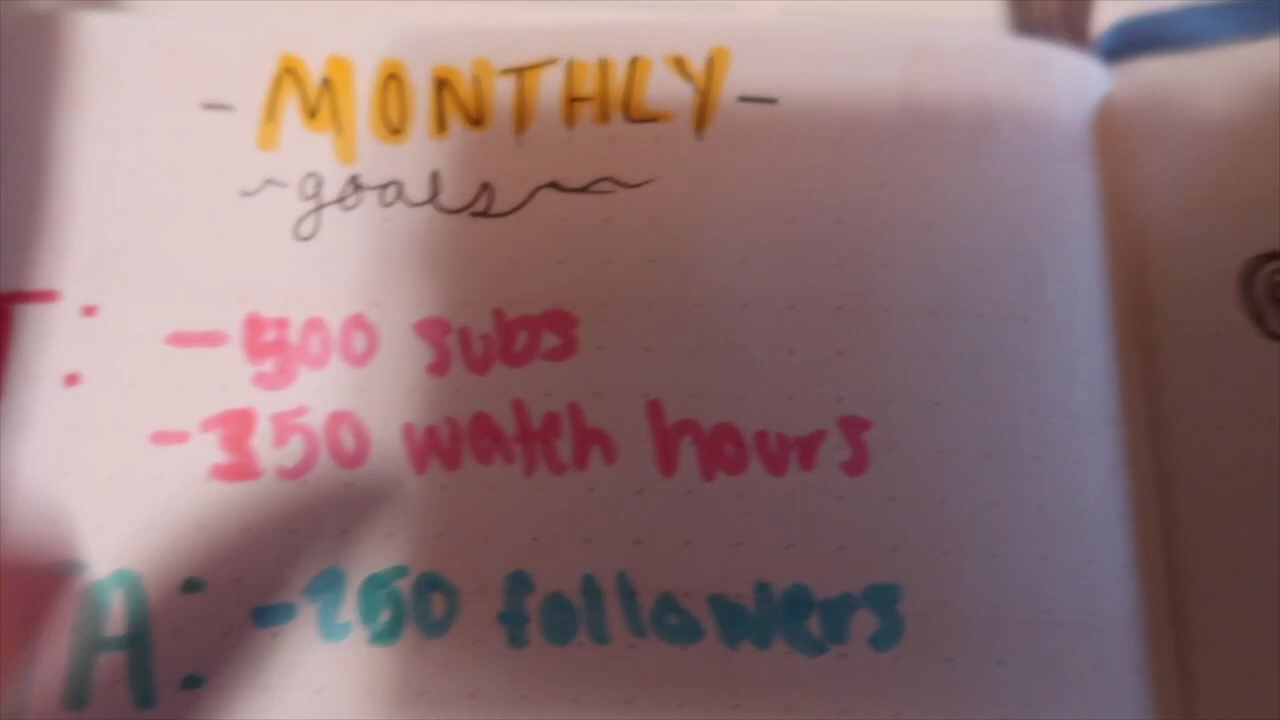 - MONTHLY -
~goals~
T: - 500 subs
- 350 watch hours
A: - 250 followers